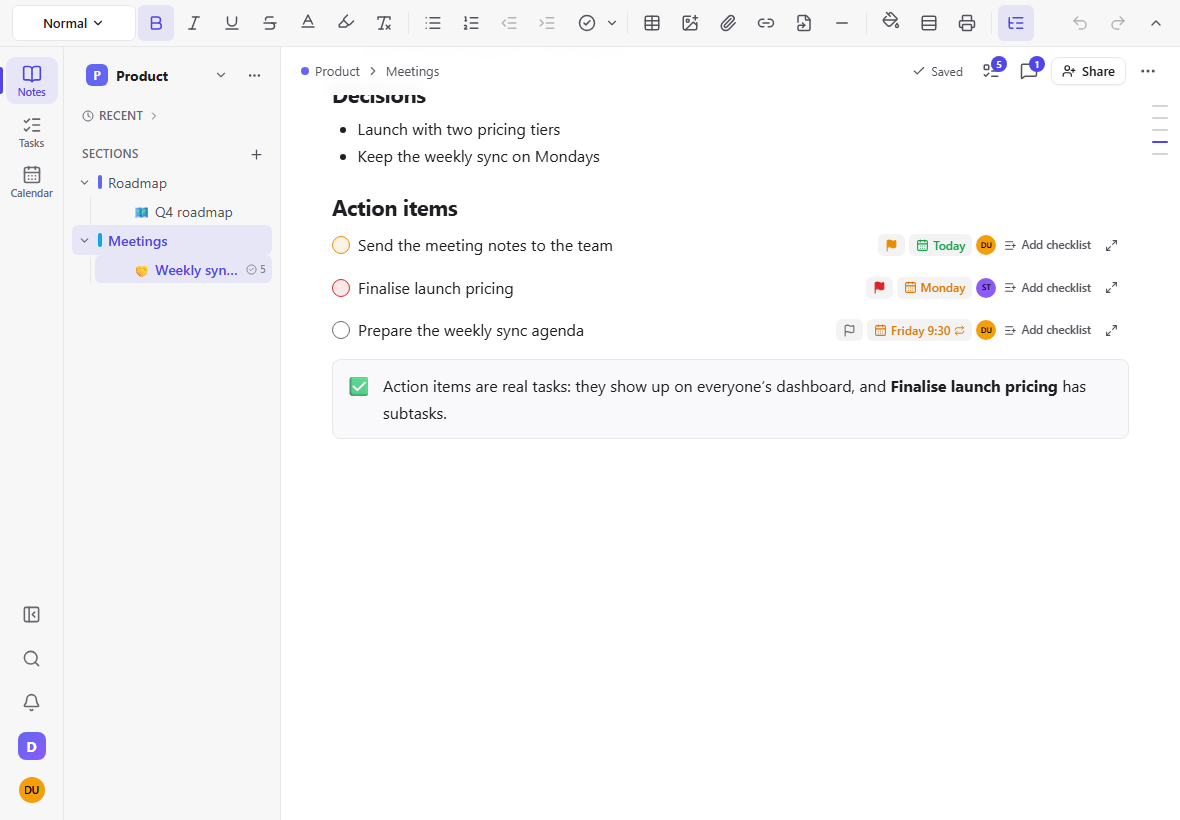 Normal
Notes
Tasks
Calendar
D
DU
P Product
RECENT
SECTIONS
Roadmap
Q4 roadmap
Meetings
Weekly syn... 5
Product > Meetings
Saved 5 1 Share
Decisions
Launch with two pricing tiers
Keep the weekly sync on Mondays
Action items
Send the meeting notes to the team Today DU Add checklist
Finalise launch pricing Monday ST Add checklist
Prepare the weekly sync agenda Friday 9:30 DU Add checklist
Action items are real tasks: they show up on everyone's dashboard, and Finalise launch pricing has
subtasks.